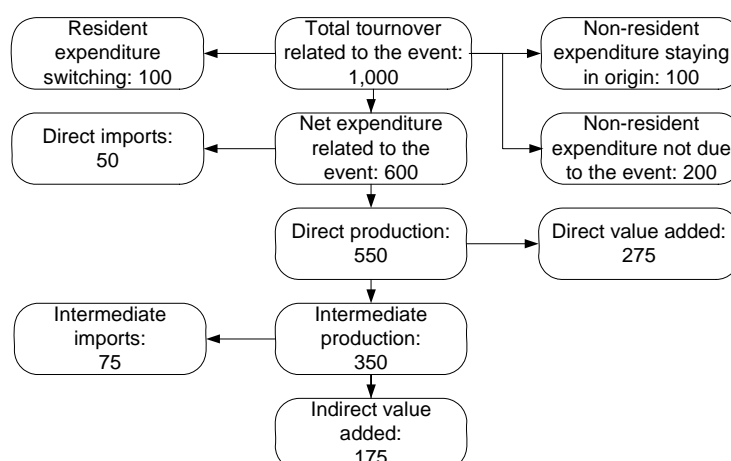 Resident
expenditure
switching: 100
Total tournover
related to the event:
1,000
Non-resident
expenditure staying
in origin: 100
Direct imports:
50
Net expenditure
related to the
event: 600
Non-resident
expenditure not due
to the event: 200
Direct production:
550
Direct value added:
275
Intermediate
imports:
75
Intermediate
production:
350
Indirect value
added:
175